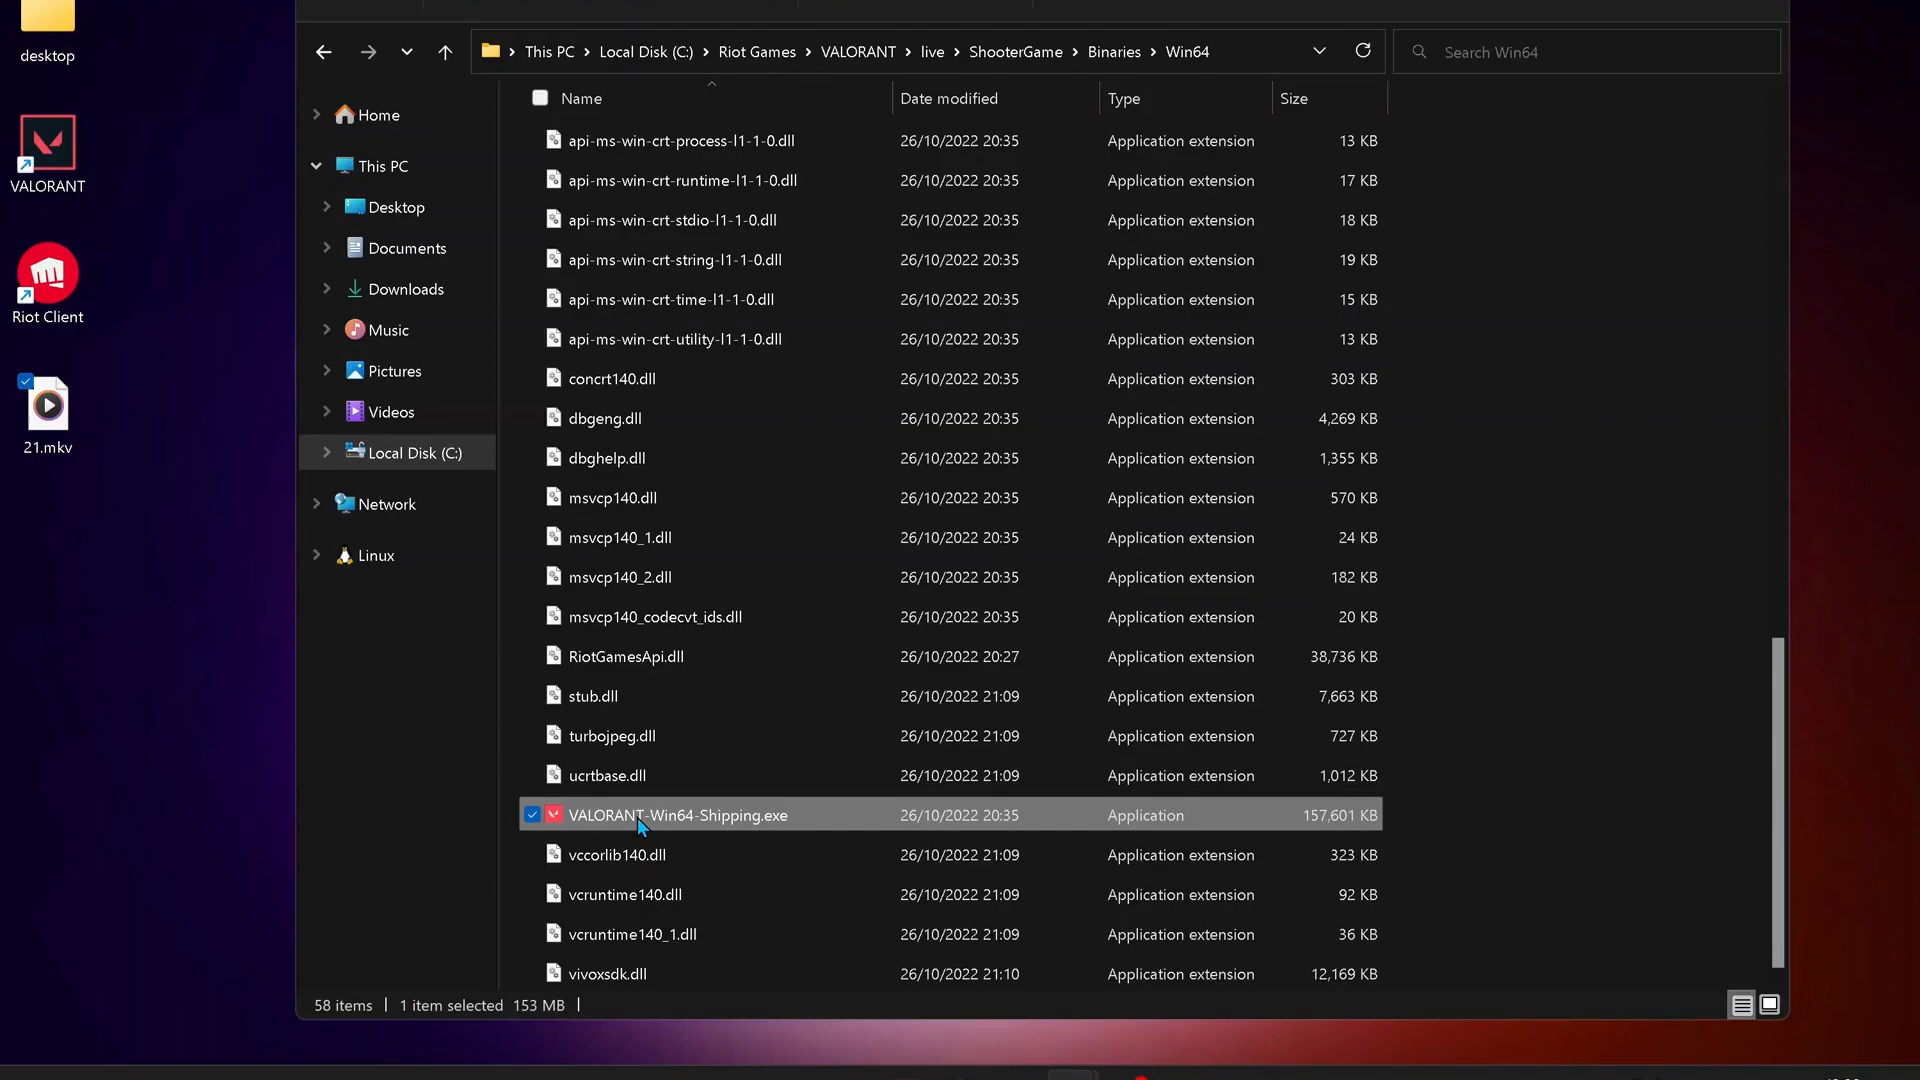 desktop
VALORANT
Riot Client
21.mkv
This PC Local Disk (C:) Riot Games VALORANT live ShooterGame Binaries Win64
Search Win64
Home
This PC
Desktop
Documents
Downloads
Music
Pictures
Videos
Local Disk (C:)
Network
Linux
Name Date modified Type Size
api-ms-win-crt-process-l1-1-0.dll 26/10/2022 20:35 Application extension 13 KB
api-ms-win-crt-runtime-l1-1-0.dll 26/10/2022 20:35 Application extension 17 KB
api-ms-win-crt-stdio-l1-1-0.dll 26/10/2022 20:35 Application extension 18 KB
api-ms-win-crt-string-l1-1-0.dll 26/10/2022 20:35 Application extension 19 KB
api-ms-win-crt-time-l1-1-0.dll 26/10/2022 20:35 Application extension 15 KB
api-ms-win-crt-utility-l1-1-0.dll 26/10/2022 20:35 Application extension 13 KB
concrt140.dll 26/10/2022 20:35 Application extension 303 KB
dbgeng.dll 26/10/2022 20:35 Application extension 4,269 KB
dbghelp.dll 26/10/2022 20:35 Application extension 1,355 KB
msvcp140.dll 26/10/2022 20:35 Application extension 570 KB
msvcp140_1.dll 26/10/2022 20:35 Application extension 24 KB
msvcp140_2.dll 26/10/2022 20:35 Application extension 182 KB
msvcp140_codecvt_ids.dll 26/10/2022 20:35 Application extension 20 KB
RiotGamesApi.dll 26/10/2022 20:27 Application extension 38,736 KB
stub.dll 26/10/2022 21:09 Application extension 7,663 KB
turbojpeg.dll 26/10/2022 21:09 Application extension 727 KB
ucrtbase.dll 26/10/2022 21:09 Application extension 1,012 KB
VALORANT-Win64-Shipping.exe 26/10/2022 20:35 Application 157,601 KB
vccorlib140.dll 26/10/2022 21:09 Application extension 323 KB
vcruntime140.dll 26/10/2022 21:09 Application extension 92 KB
vcruntime140_1.dll 26/10/2022 21:09 Application extension 36 KB
vivoxsdk.dll 26/10/2022 21:10 Application extension 12,169 KB
58 items 1 item selected 153 MB